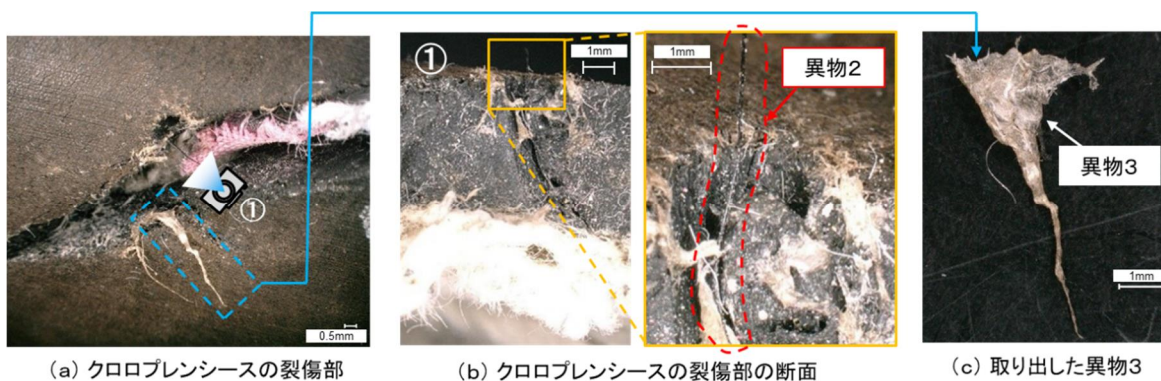 ①
0.5mm
①
1mm
1mm
異物2
異物3
1mm
(a) クロロプレンシースの裂傷部
(b) クロロプレンシースの裂傷部の断面
(c) 取り出した異物3